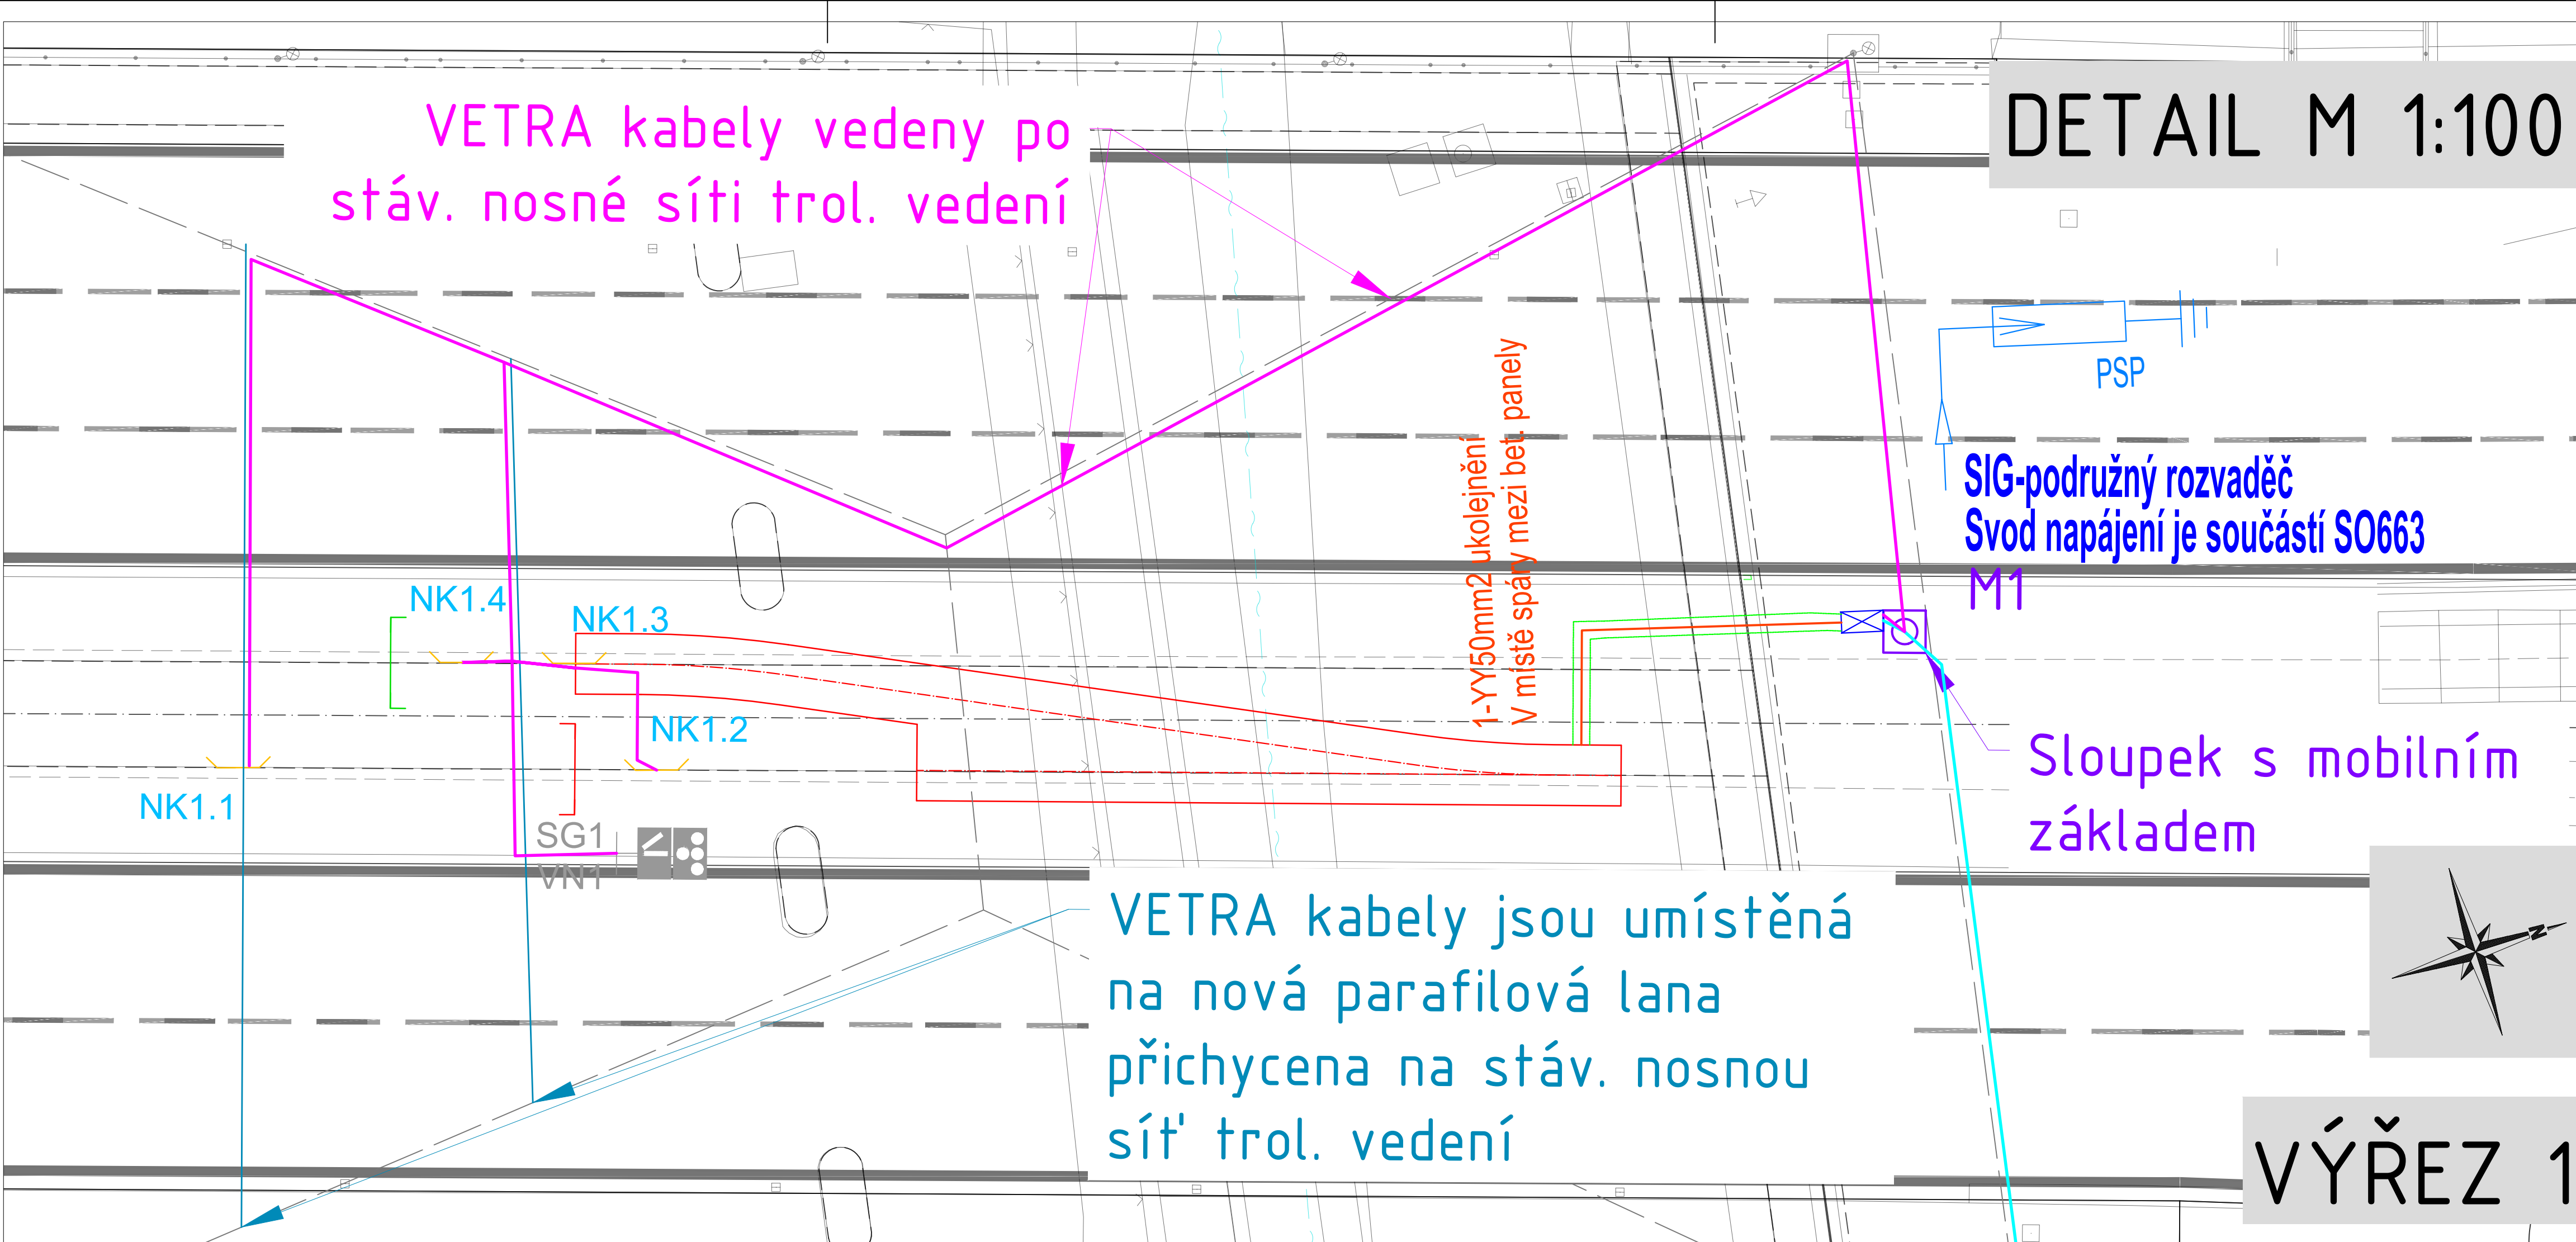 DETAIL M 1:100
VETRA kabely vedeny po
stáv. nosné síti trol. vedení
1-YY50mm2 ukolejnění
V místě spáry mezi bet. panely
PSP
SIG-podružný rozvaděč
Svod napájení je součástí SO663
M1
NK1.4
NK1.3
NK1.2
NK1.1
SG1
VN1
Sloupek s mobilním
základem
VETRA kabely jsou umístěná
na nová parafilová lana
přichycena na stáv. nosnou
síť trol. vedení
N
VÝŘEZ 1